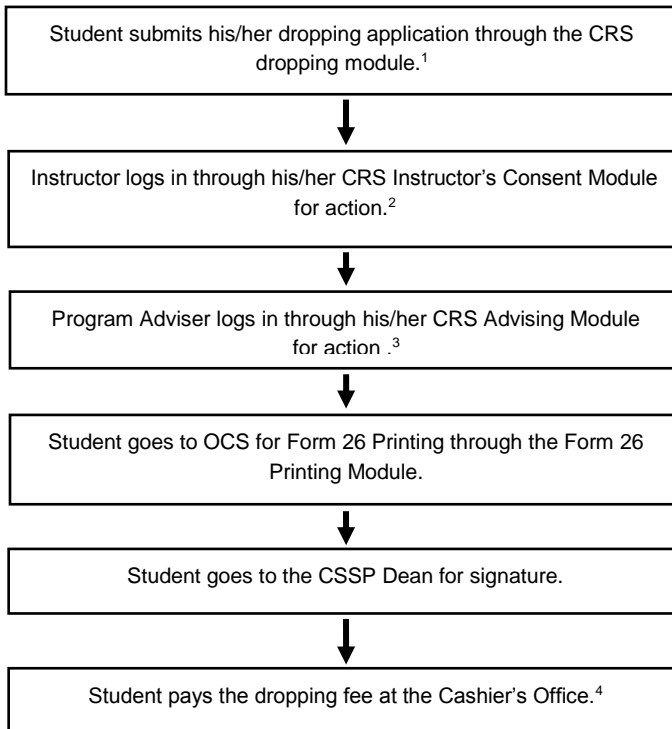 Student submits his/her dropping application through the CRS
dropping module.¹
Instructor logs in through his/her CRS Instructor’s Consent Module
for action.²
Program Adviser logs in through his/her CRS Advising Module
for action .³
Student goes to OCS for Form 26 Printing through the Form 26
Printing Module.
Student goes to the CSSP Dean for signature.
Student pays the dropping fee at the Cashier’s Office.⁴